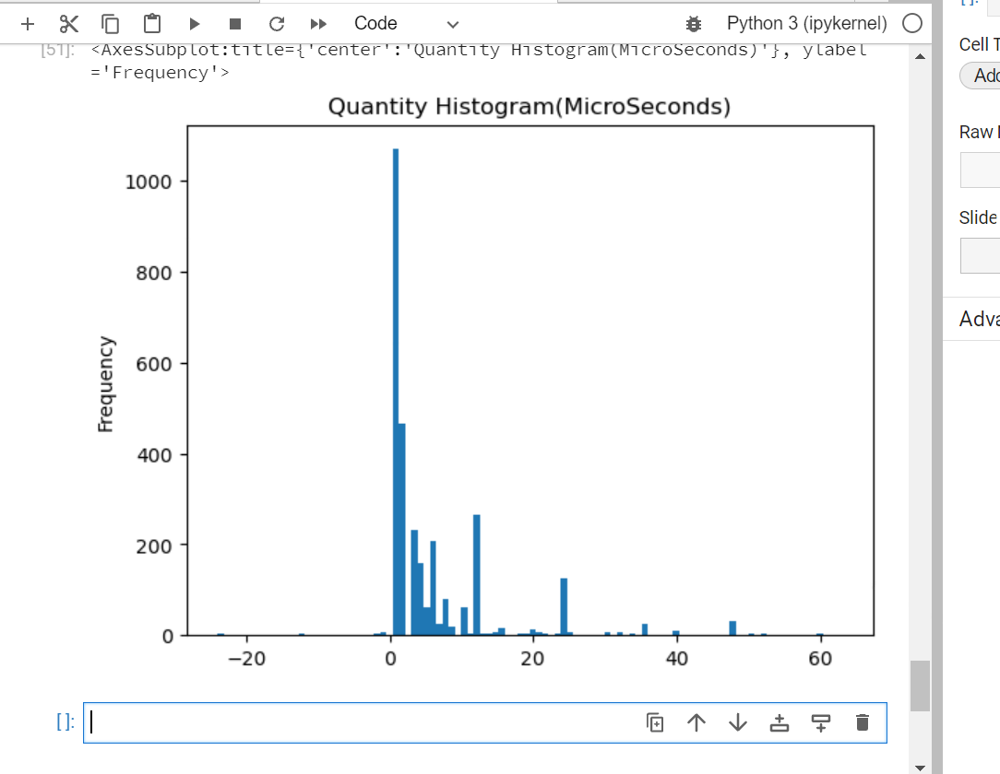 Code
Python 3 (ipykernel)
[51]:
<AxesSubplot:title={'center':'Quantity Histogram(MicroSeconds)'}, ylabel
='Frequency'>
Quantity Histogram(MicroSeconds)
1000
800
600
400
200
0
Frequency
−20 0 20 40 60
[ ]:
[ ]:
Cell T
Add
Raw
Slide
Adva